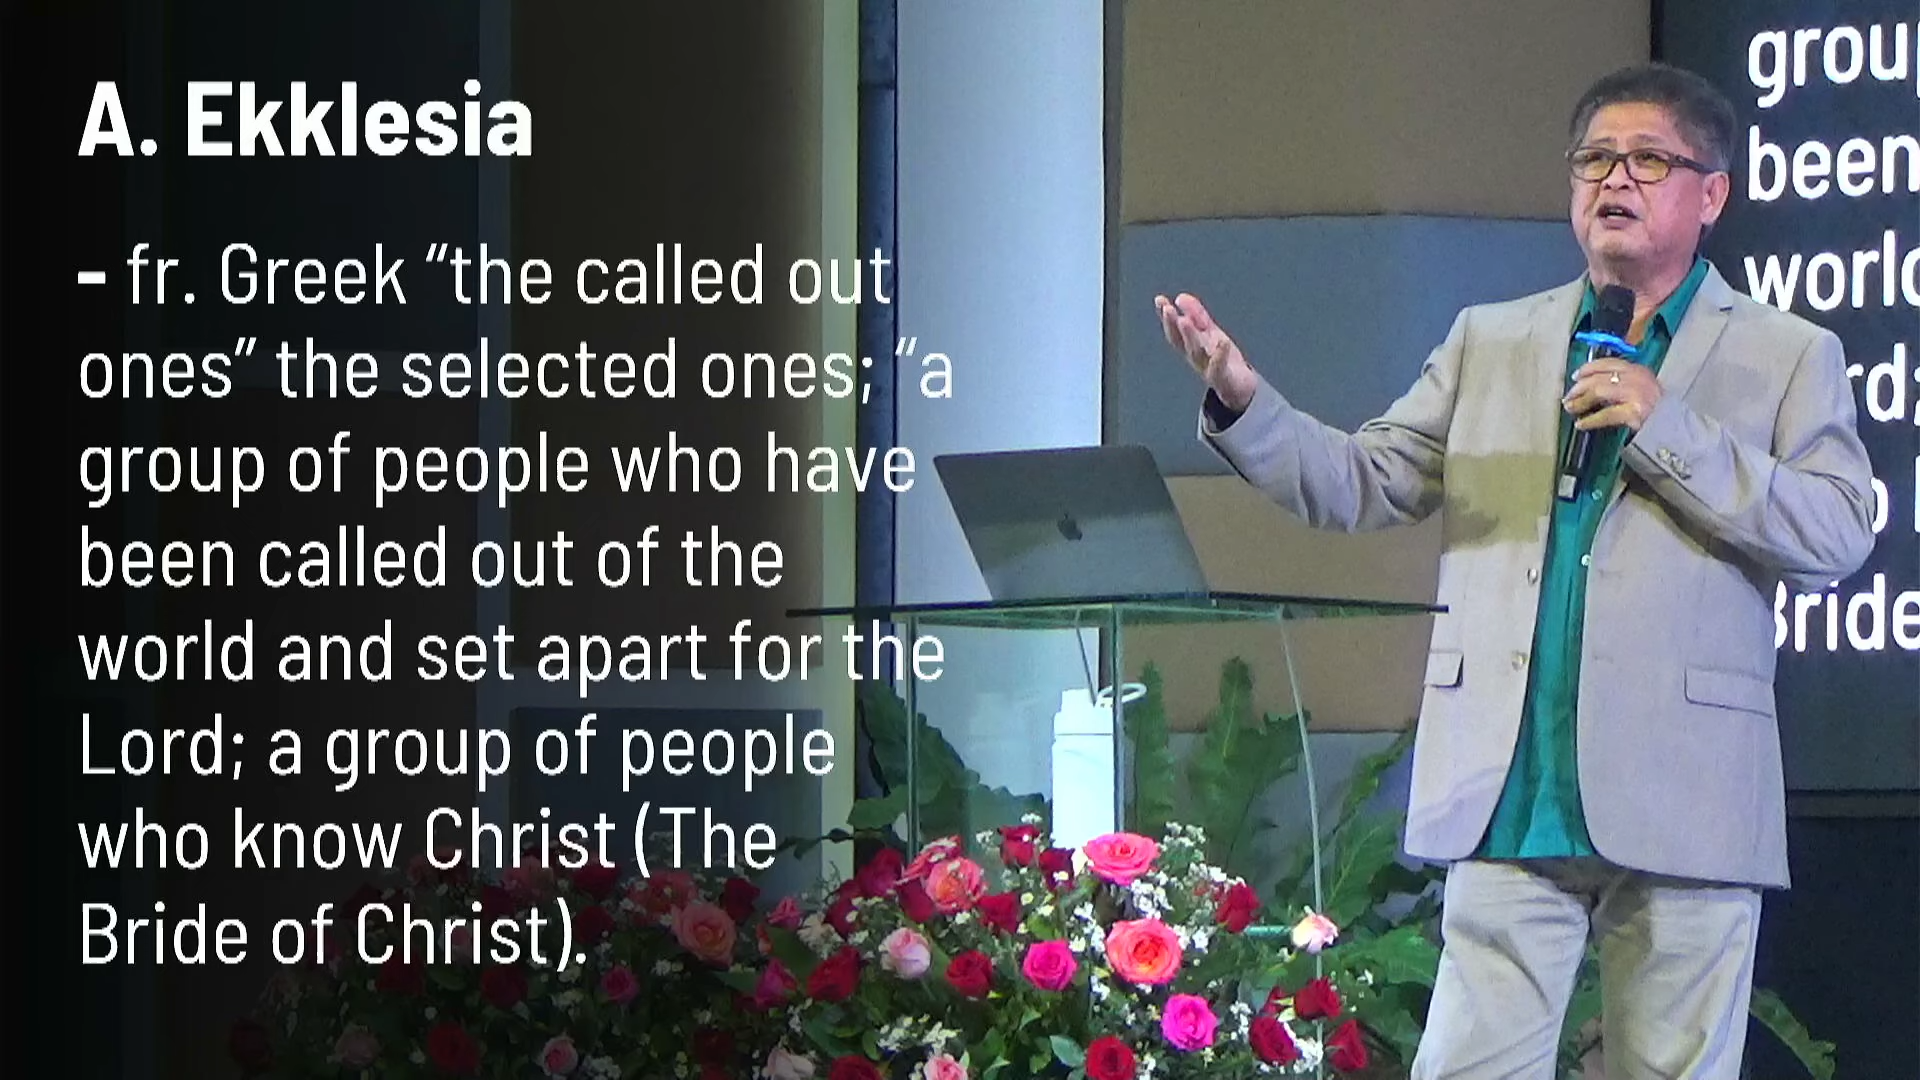 A. Ekklesia
- fr. Greek “the called out
ones” the selected ones; “a
group of people who have
been called out of the
world and set apart for the
Lord; a group of people
who know Christ (The
Bride of Christ).
been
Bride